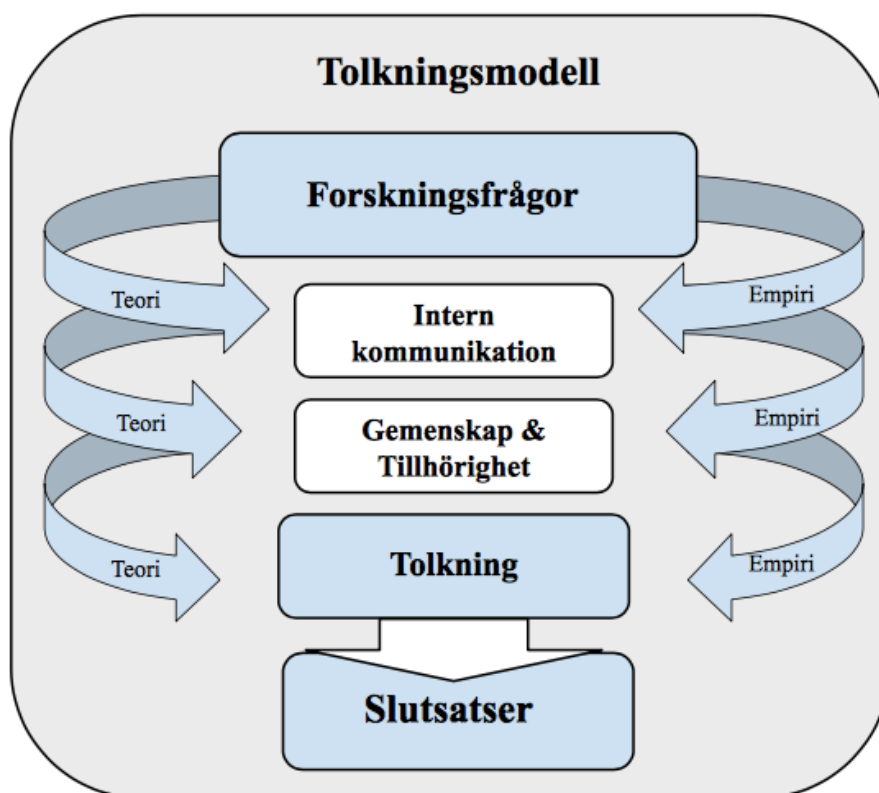 Tolkningsmodell
Forskningsfrågor
Teori
Empiri
Intern
kommunikation
Teori
Empiri
Gemenskap &
Tillhörighet
Teori
Empiri
Tolkning
Slutsatser